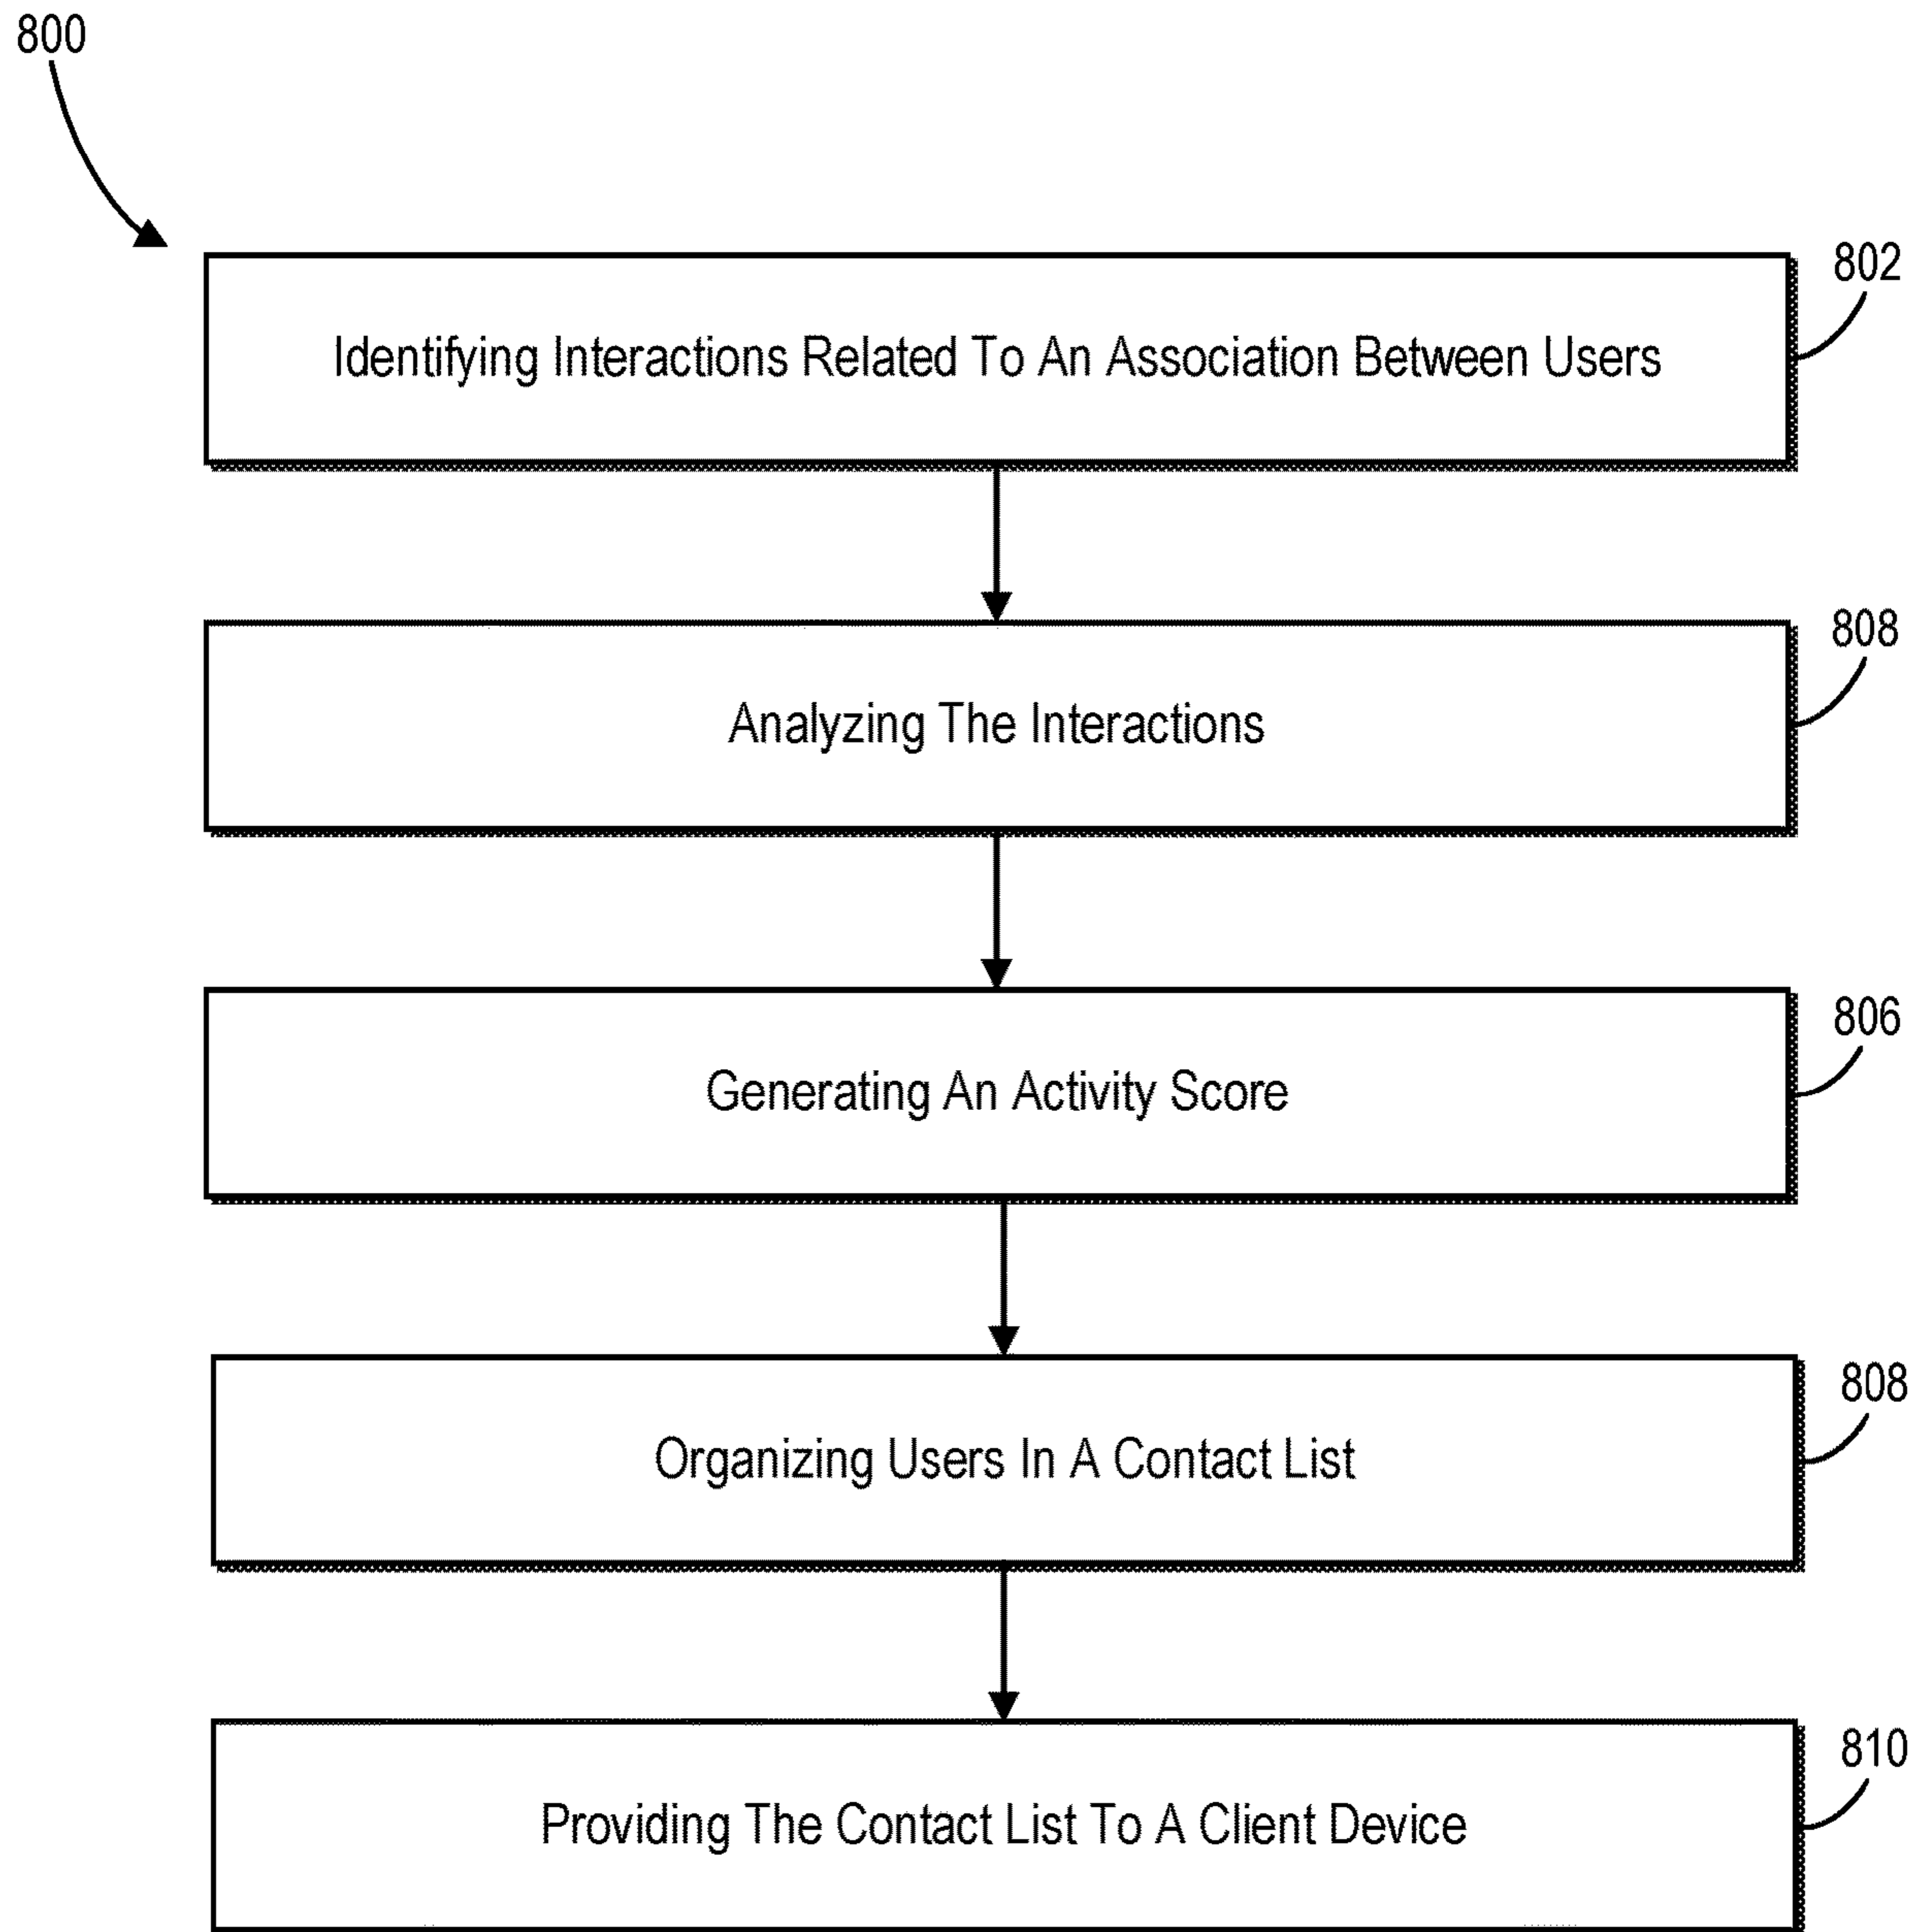 800
802
Identifying Interactions Related To An Association Between Users
808
Analyzing The Interactions
806
Generating An Activity Score
808
Organizing Users In A Contact List
810
Providing The Contact List To A Client Device